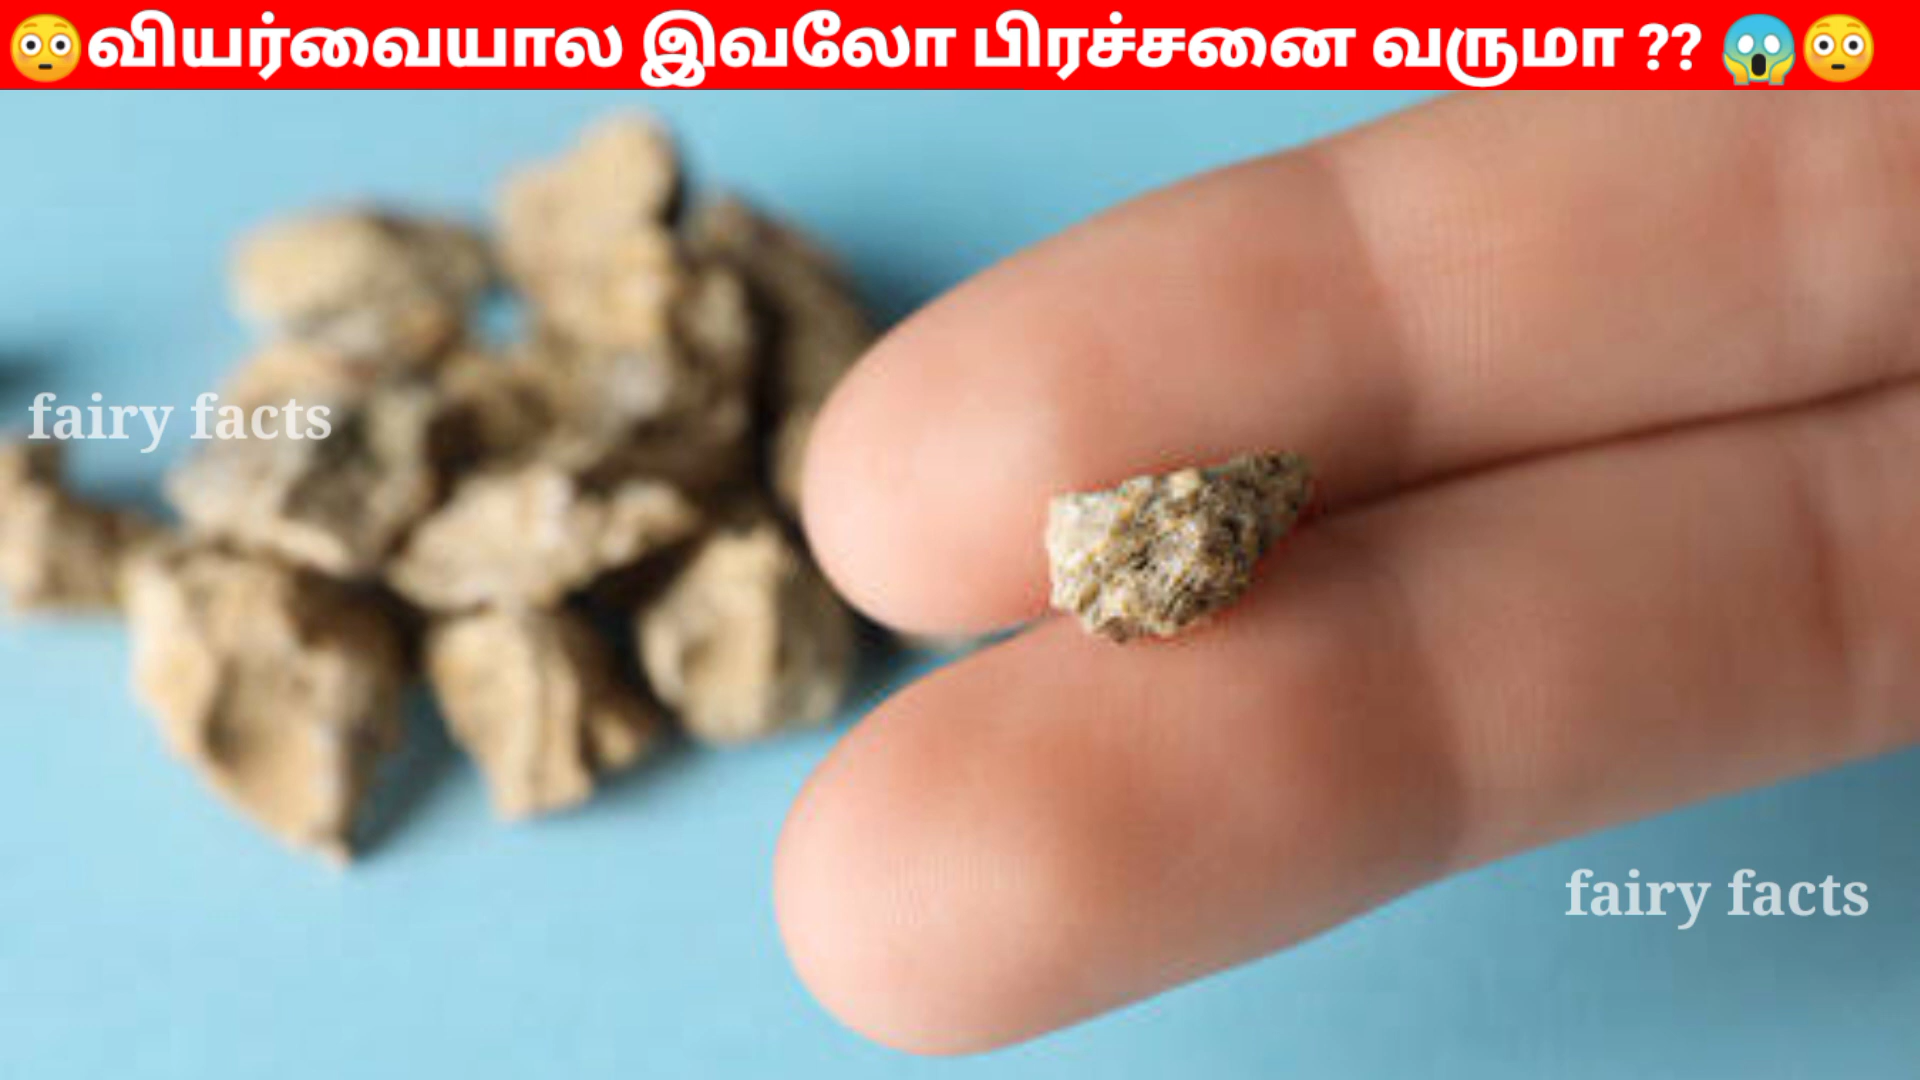 😳வியர்வையால இவலோ பிரச்சனை வருமா ?? 😱😳
fairy facts
fairy facts